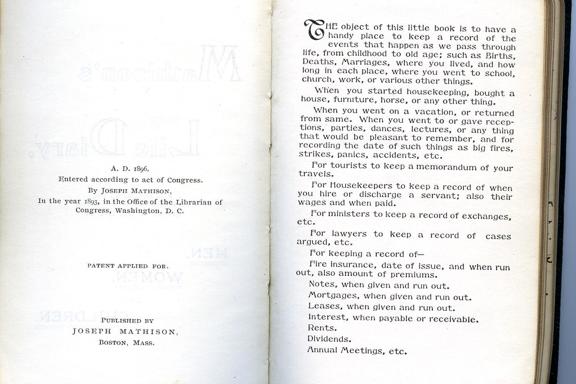 A. D. 1896,
Entered according to act of Congress.
By JOSEPH MATHISON,
In the year 1893, in the Office of the Librarian of
Congress, Washington, D. C.
PATENT APPLIED FOR.
PUBLISHED BY
JOSEPH MATHISON,
BOSTON, MASS.
THE object of this little book is to have a
handy place to keep a record of the
events that happen as we pass through
life, from childhood to old age; such as Births,
Deaths, Marriages, where you lived, and how
long in each place, where you went to school,
church, work, or various other things.
When you started housekeeping, bought a
house, furniture, horse, or any other thing.
When you went on a vacation, or returned
from same. When you went to or gave recep-
tions, parties, dances, lectures, or any thing
that would be pleasant to remember, and for
recording the date of such things as big fires,
strikes, panics, accidents, etc.
For tourists to keep a memorandum of your
travels.
For Housekeepers to keep a record of when
you hire or discharge a servant; also their
wages and when paid.
For ministers to keep a record of exchanges,
etc.
For lawyers to keep a record of cases
argued, etc.
For keeping a record of—
Fire insurance, date of issue, and when run
out, also amount of premiums.
Notes, when given and run out.
Mortgages, when given and run out.
Leases, when given and run out.
Interest, when payable or receivable.
Rents.
Dividends.
Annual Meetings, etc.